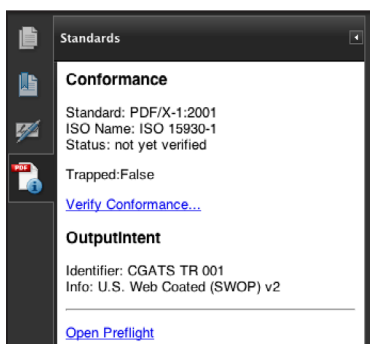 Standards
Conformance
Standard: PDF/X-1:2001
ISO Name: ISO 15930-1
Status: not yet verified
Trapped:False
Verify Conformance...
OutputIntent
Identifier: CGATS TR 001
Info: U.S. Web Coated (SWOP) v2
Open Preflight
PDF